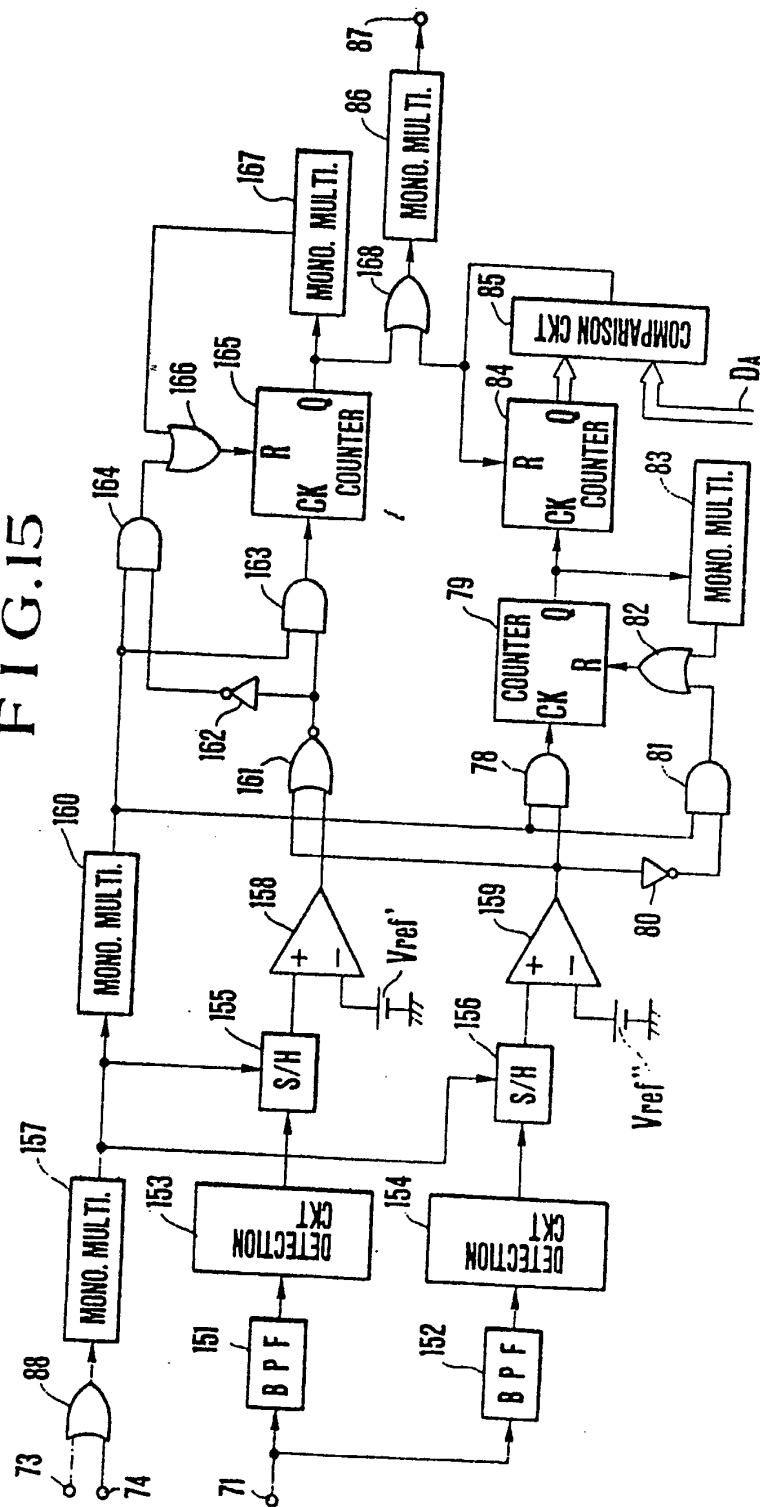 FIG.15
73
74
88
157
MONO. MULTI.
160
MONO. MULTI.
164
166
162
163
161
165
R
CK
Q
COUNTER
167
MONO. MULTI.
168
86
MONO. MULTI.
87
71
151
BPF
153
DETECTION CKT
155
S/H
158
+
−
Vref'
152
BPF
154
DETECTION CKT
156
S/H
159
+
−
Vref"
78
80
81
82
79
COUNTER
CK
Q
R
83
MONO. MULTI.
84
R
CK
Q
COUNTER
85
COMPARISON CKT
DA